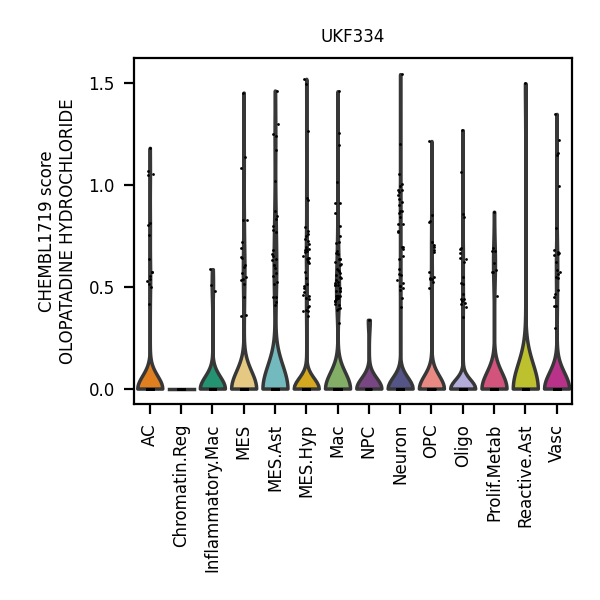 UKF334
CHEMBL1719 score
OLOPATADINE HYDROCHLORIDE
1.5
1.0
0.5
0.0
AC
Chromatin.Reg
Inflammatory.Mac
MES
MES.Ast
MES.Hyp
Mac
NPC
Neuron
OPC
Oligo
Prolif.Metab
Reactive.Ast
Vasc